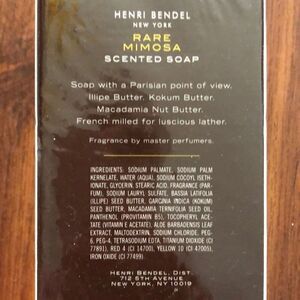 HENRI BENDEL
NEW YORK
RARE
MIMOSA
SCENTED SOAP
Soap with a Parisian point of view.
Illipe Butter. Kokum Butter.
Macadamia Nut Butter.
French milled for luscious lather.
Fragrance by master perfumers.
INGREDIENTS: SODIUM PALMATE, SODIUM PALM
KERNELATE, WATER (AQUA), SODIUM COCOYL ISETH-
IONATE, GLYCERIN, STEARIC ACID, FRAGRANCE (PAR-
FUM), SODIUM LAURYL SULFATE, BASSIA LATIFOLIA
(ILLIPE) SEED BUTTER, GARCINIA INDICA (KOKUM)
SEED BUTTER, MACADAMIA TERNIFOLIA SEED OIL,
PANTHENOL (PROVITAMIN B5), TOCOPHERYL ACE-
TATE (VITAMIN E ACETATE), ALOE BARBADENSIS LEAF
EXTRACT, MALTODEXTRIN, SODIUM CHLORIDE, PEG-
6, PEG-4, TETRASODIUM EDTA, TITANIUM DIOXIDE (CI
77891), RED 4 (CI 14700), YELLOW 10 (CI 47005),
IRON OXIDE (CI 77499)
HENRI BENDEL, DIST.
712 5TH AVENUE
NEW YORK, NY 10019